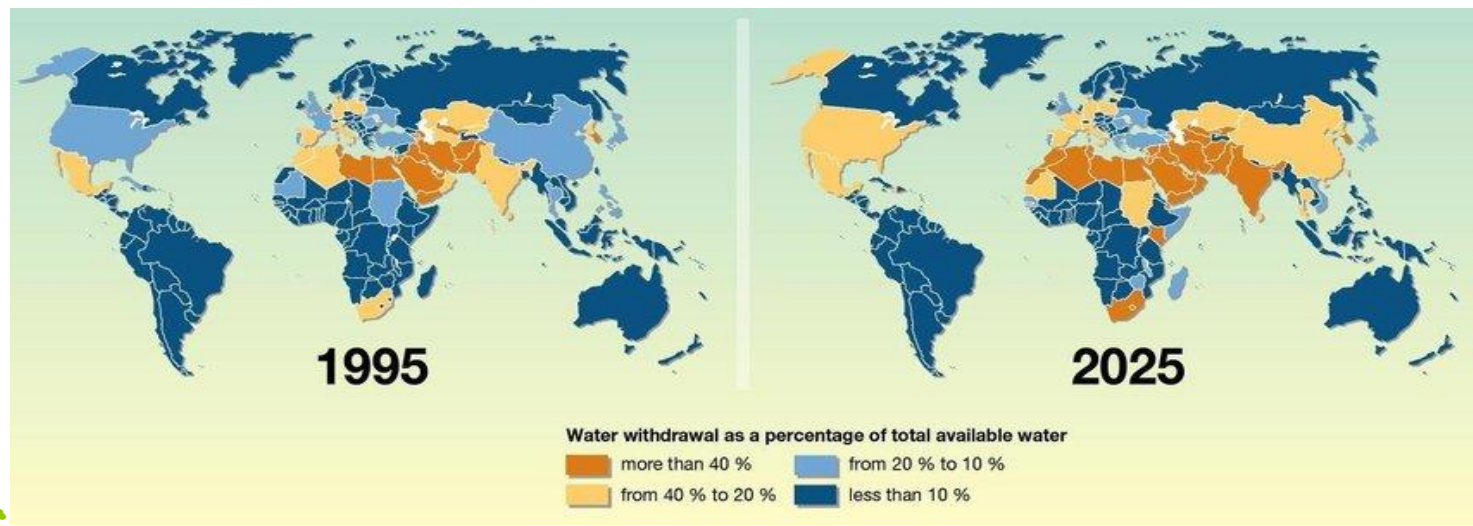 1995
2025
Water withdrawal as a percentage of total available water
more than 40 %
from 20 % to 10 %
from 40 % to 20 %
less than 10 %